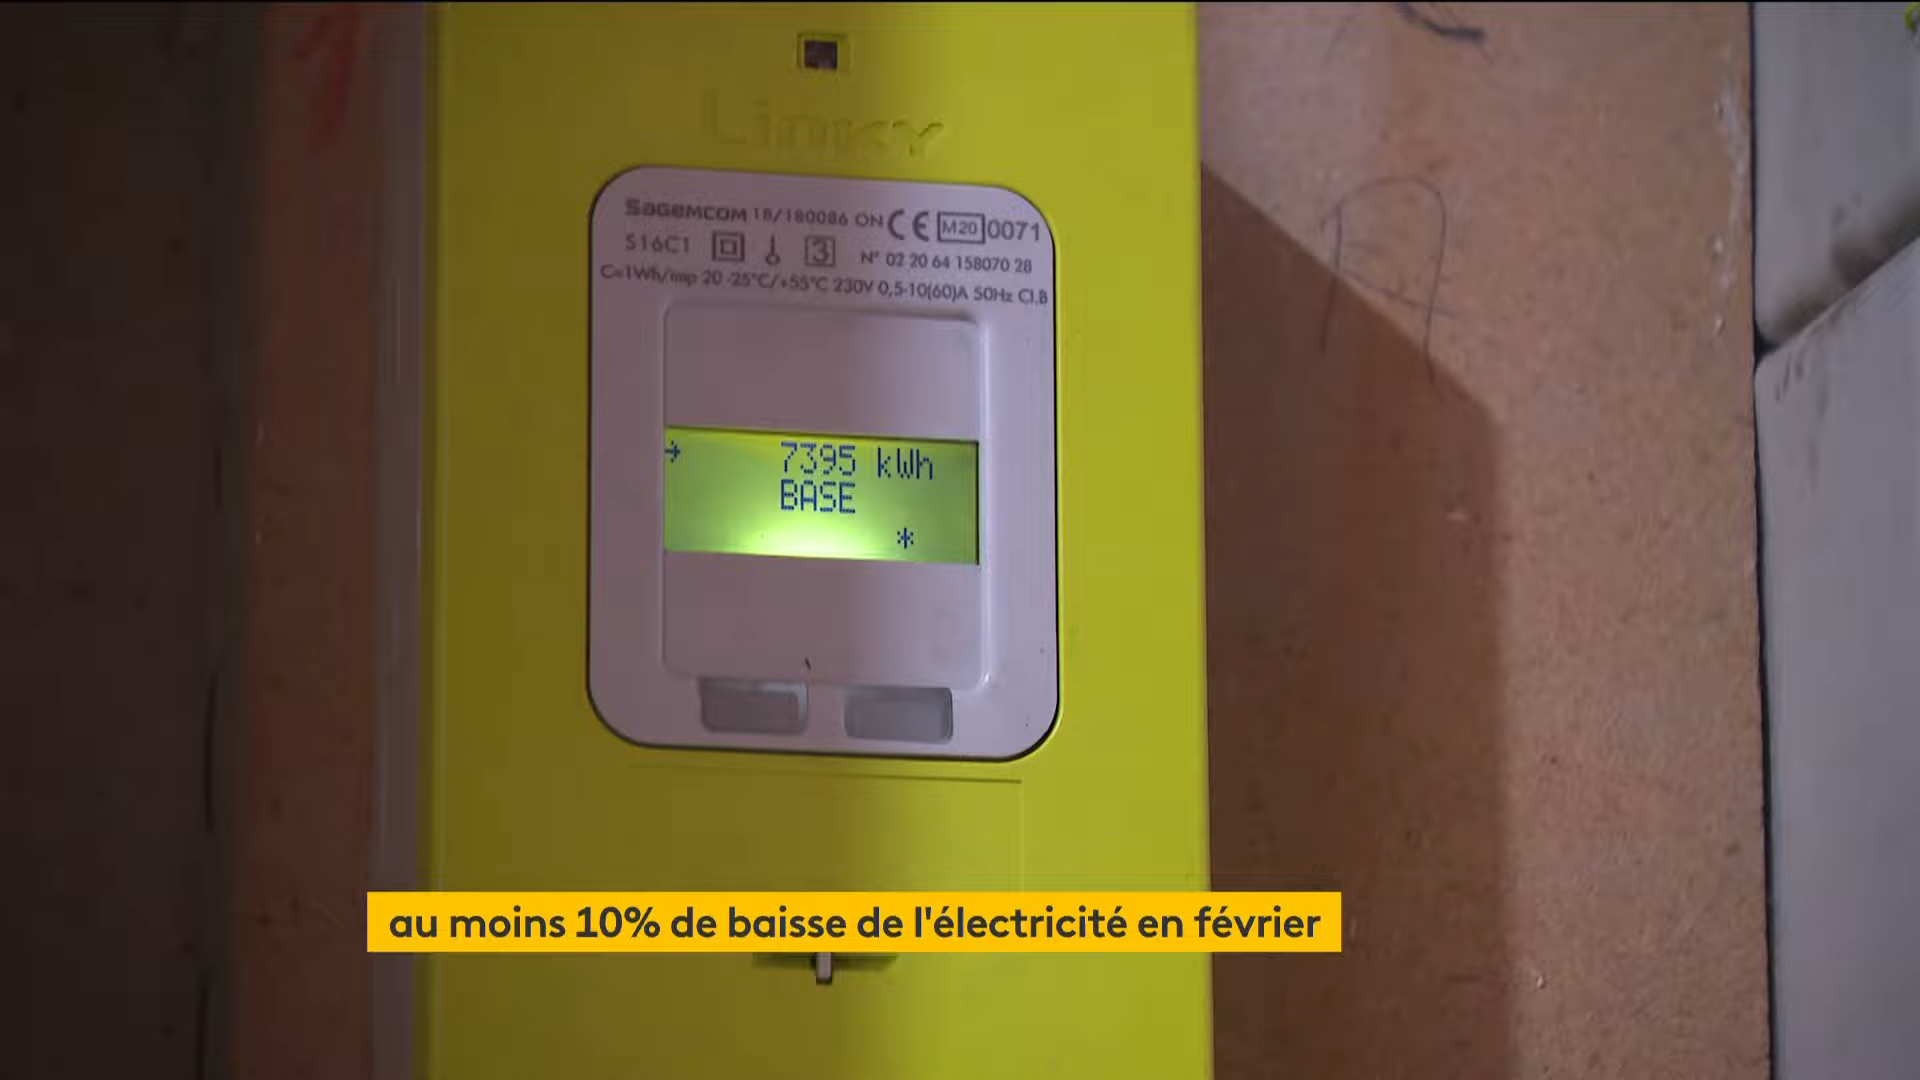 Linky
Sagemcom 18/180086 ON CE M20 0071
S16C1 3 N° 02 20 64 158070 28
C=1Wh/imp 20 -25°C/+55°C 230V 0,5-10(60)A 50Hz Cl.B
→ 7395 kWh
BASE
*
au moins 10% de baisse de l'électricité en février